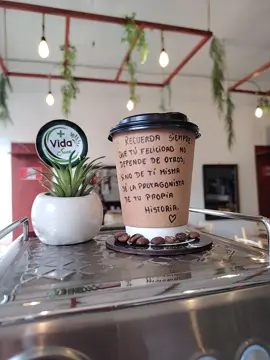 +
Vida
Recuerda siempre
que tu felicidad no
depende de otros,
sino de ti misma
sé la protagonista
de tu propia
historia.